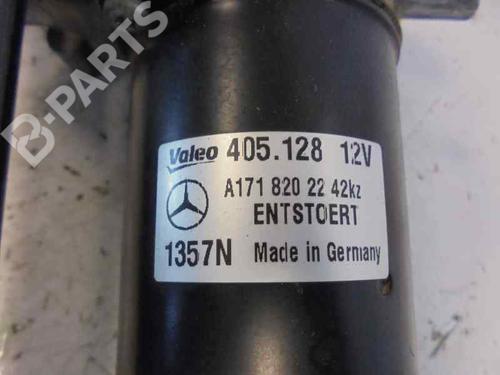 B-PARTS
Valeo 405.128 12V
A171 820 22 42kz
ENTSTOERT
1357N Made in Germany